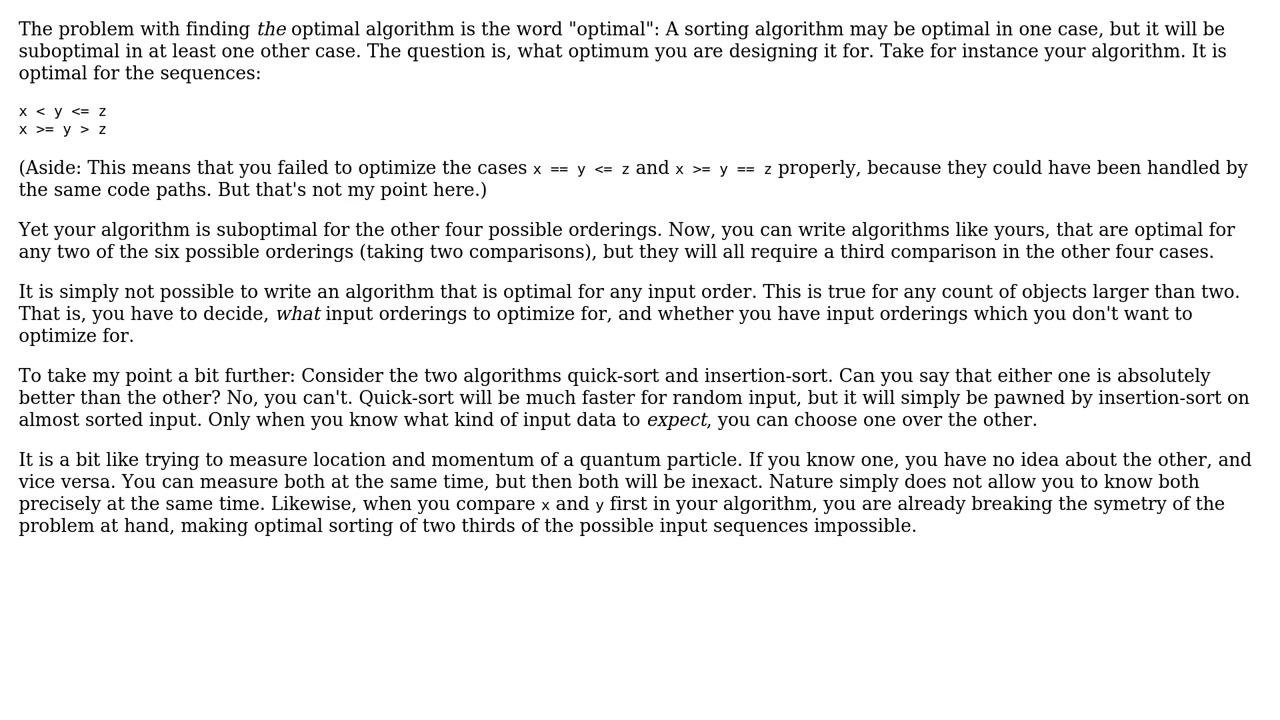 The problem with finding the optimal algorithm is the word "optimal": A sorting algorithm may be optimal in one case, but it will be
suboptimal in at least one other case. The question is, what optimum you are designing it for. Take for instance your algorithm. It is
optimal for the sequences:
x < y <= z
x >= y > z
(Aside: This means that you failed to optimize the cases x == y <= z and x >= y == z properly, because they could have been handled by
the same code paths. But that's not my point here.)
Yet your algorithm is suboptimal for the other four possible orderings. Now, you can write algorithms like yours, that are optimal for
any two of the six possible orderings (taking two comparisons), but they will all require a third comparison in the other four cases.
It is simply not possible to write an algorithm that is optimal for any input order. This is true for any count of objects larger than two.
That is, you have to decide, what input orderings to optimize for, and whether you have input orderings which you don't want to
optimize for.
To take my point a bit further: Consider the two algorithms quick-sort and insertion-sort. Can you say that either one is absolutely
better than the other? No, you can't. Quick-sort will be much faster for random input, but it will simply be pawned by insertion-sort on
almost sorted input. Only when you know what kind of input data to expect, you can choose one over the other.
It is a bit like trying to measure location and momentum of a quantum particle. If you know one, you have no idea about the other, and
vice versa. You can measure both at the same time, but then both will be inexact. Nature simply does not allow you to know both
precisely at the same time. Likewise, when you compare x and y first in your algorithm, you are already breaking the symetry of the
problem at hand, making optimal sorting of two thirds of the possible input sequences impossible.